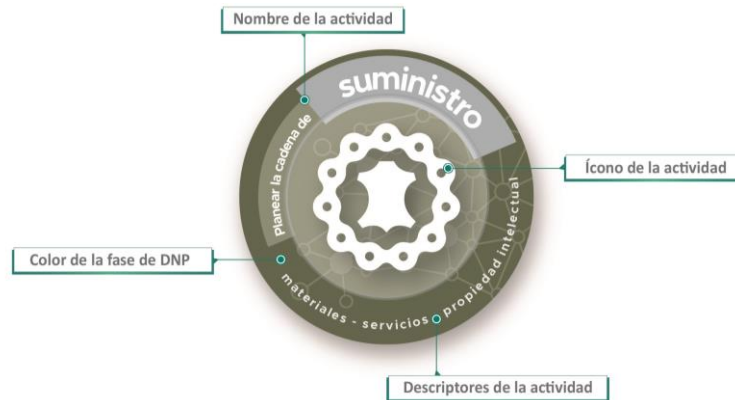 Nombre de la actividad
Planear la cadena de
suministro
Ícono de la actividad
Color de la fase de DNP
materiales - servicios propiedad intelectual
Descriptores de la actividad